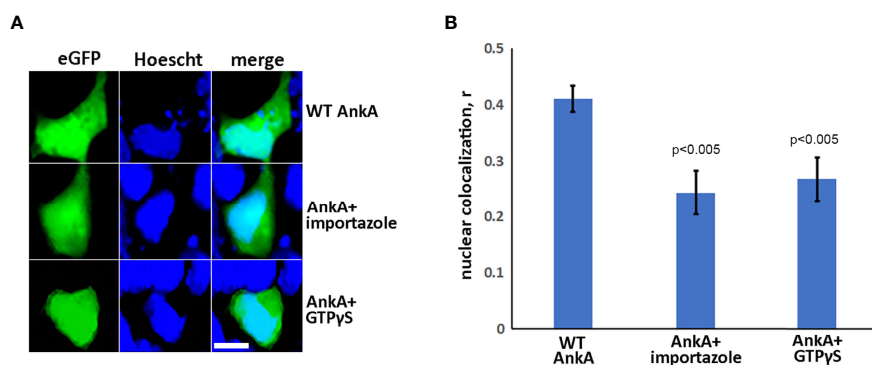 A
eGFP Hoescht merge
WT AnkA
AnkA+
importazole
AnkA+
GTPγS
B
nuclear colocalization, r
0.5
0.4
0.3
0.2
0.1
0
p<0.005
p<0.005
WT
AnkA
AnkA+
importazole
AnkA+
GTPγS